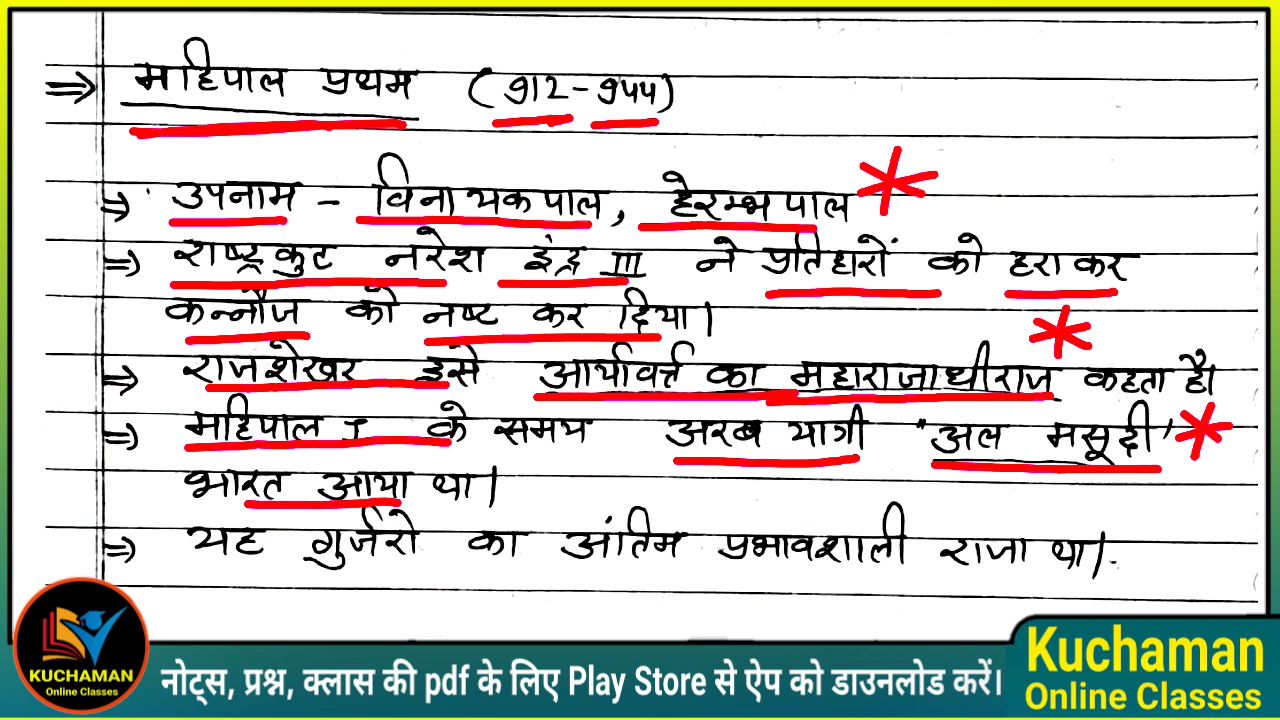 ⇒ महिपाल प्रथम (912-944)
⇒ उपनाम - विनायकपाल, हेरम्भपाल
⇒ राष्ट्रकुट नरेश इंद्र III ने प्रतिहारों को हरा कर
कन्नौज को नष्ट कर दिया।
⇒ राजशेखर इसे आर्यावर्त्त का महाराजाधीराज कहता है।
⇒ महिपाल I के समय अरब यात्री "अल मसूदी"
भारत आया था।
⇒ यह गुर्जरो का अंतिम प्रभावशाली राजा था।
KUCHAMAN
Online Classes
नोट्स, प्रश्न, क्लास की pdf के लिए Play Store से ऐप को डाउनलोड करें।
Kuchaman
Online Classes